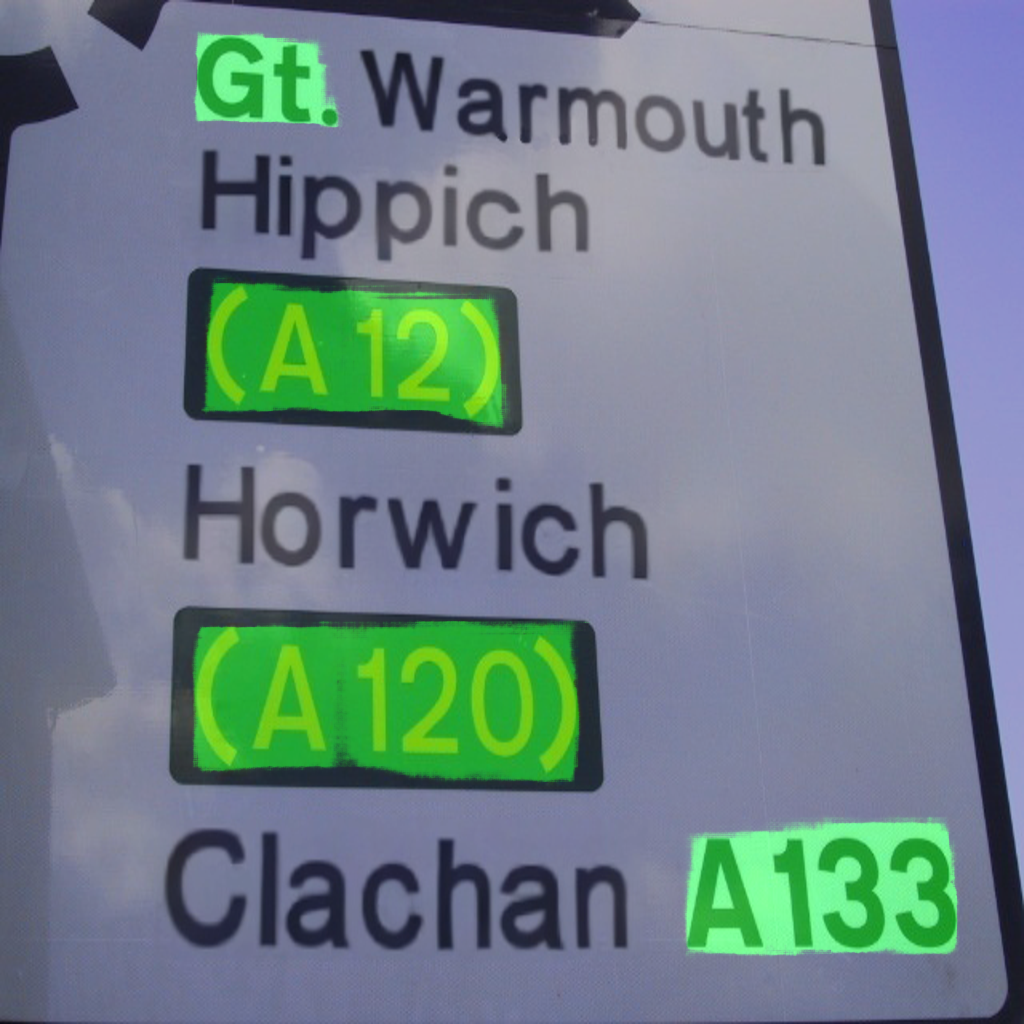 Gt. Warmouth
Hippich
(A 12)
Horwich
(A 120)
Clachan A133